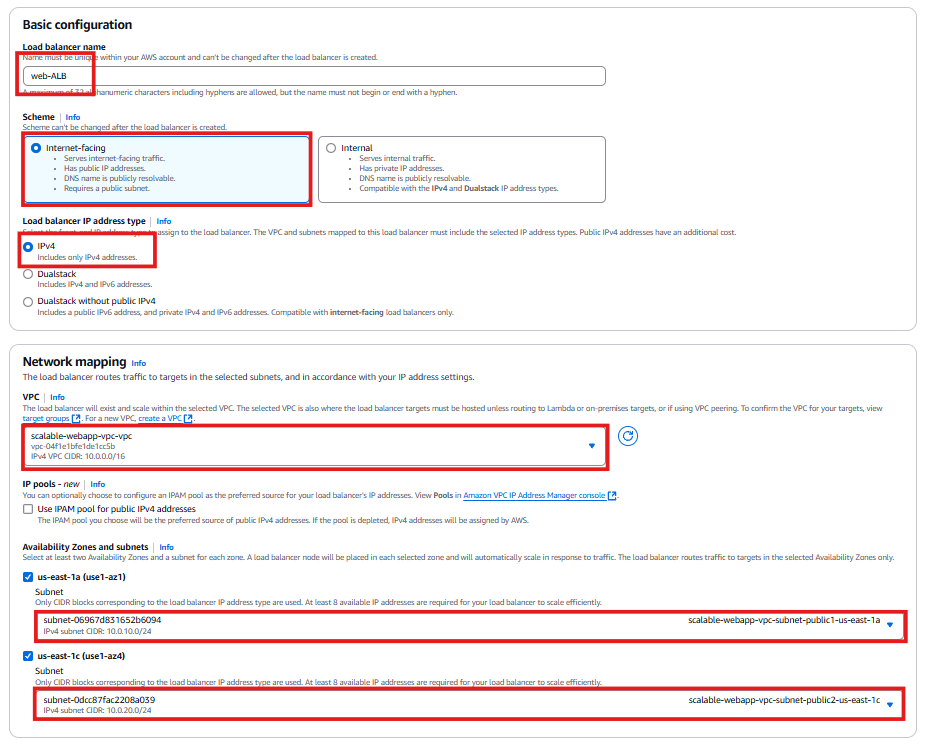 Basic configuration
Load balancer name
Name must be unique within your AWS account and can't be changed after the load balancer is created.
web-ALB
A maximum of 32 alphanumeric characters including hyphens are allowed, but the name must not begin or end with a hyphen.
Scheme | Info
Scheme can't be changed after the load balancer is created.
Internet-facing
• Serves internet-facing traffic.
• Has public IP addresses.
• DNS name is publicly resolvable.
• Requires a public subnet.
Internal
• Serves internal traffic.
• Has private IP addresses.
• DNS name is publicly resolvable.
• Compatible with the IPv4 and Dualstack IP address types.
Load balancer IP address type | Info
Select the front-end IP address type to assign to the load balancer. The VPC and subnets mapped to this load balancer must include the selected IP address types. Public IPv4 addresses have an additional cost.
IPv4
Includes only IPv4 addresses.
Dualstack
Includes IPv4 and IPv6 addresses.
Dualstack without public IPv4
Includes a public IPv6 address, and private IPv4 and IPv6 addresses. Compatible with internet-facing load balancers only.
Network mapping Info
The load balancer routes traffic to targets in the selected subnets, and in accordance with your IP address settings.
VPC | Info
The load balancer will exist and scale within the selected VPC. The selected VPC is also where the load balancer targets must be hosted unless routing to Lambda or on-premises targets, or if using VPC peering. To confirm the VPC for your targets, view
target groups. For a new VPC, create a VPC.
scalable-webapp-vpc-vpc
vpc-04f1e1bfe1de1cc5b
IPv4 VPC CIDR: 10.0.0.0/16
IP pools - new | Info
You can optionally choose to configure an IPAM pool as the preferred source for your load balancer's IP addresses. View Pools in Amazon VPC IP Address Manager console.
Use IPAM pool for public IPv4 addresses
The IPAM pool you choose will be the preferred source of public IPv4 addresses. If the pool is depleted, IPv4 addresses will be assigned by AWS.
Availability Zones and subnets | Info
Select at least two Availability Zones and a subnet for each zone. A load balancer node will be placed in each selected zone and will automatically scale in response to traffic. The load balancer routes traffic to targets in the selected Availability Zones only.
us-east-1a (use1-az1)
Subnet
Only CIDR blocks corresponding to the load balancer IP address type are used. At least 8 available IP addresses are required for your load balancer to scale efficiently.
subnet-06967d831652b6094 scalable-webapp-vpc-subnet-public1-us-east-1a
IPv4 subnet CIDR: 10.0.10.0/24
us-east-1c (use1-az4)
Subnet
Only CIDR blocks corresponding to the load balancer IP address type are used. At least 8 available IP addresses are required for your load balancer to scale efficiently.
subnet-0dcc87fac2208a039 scalable-webapp-vpc-subnet-public2-us-east-1c
IPv4 subnet CIDR: 10.0.20.0/24